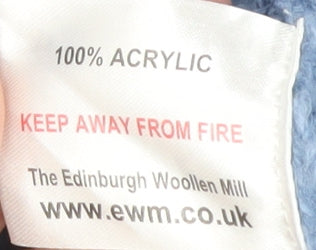 100% ACRYLIC
KEEP AWAY FROM FIRE
The Edinburgh Woollen Mill
www.ewm.co.uk